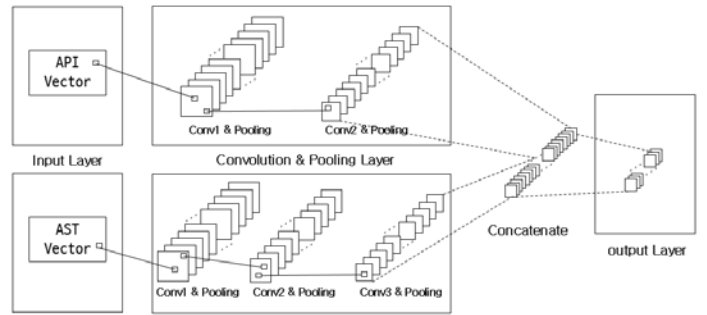 API
Vector
Conv1 & Pooling
Conv2 & Pooling
Input Layer
Convolution & Pooling Layer
AST
Vector
Conv1 & Pooling
Conv2 & Pooling
Conv3 & Pooling
Concatenate
output Layer